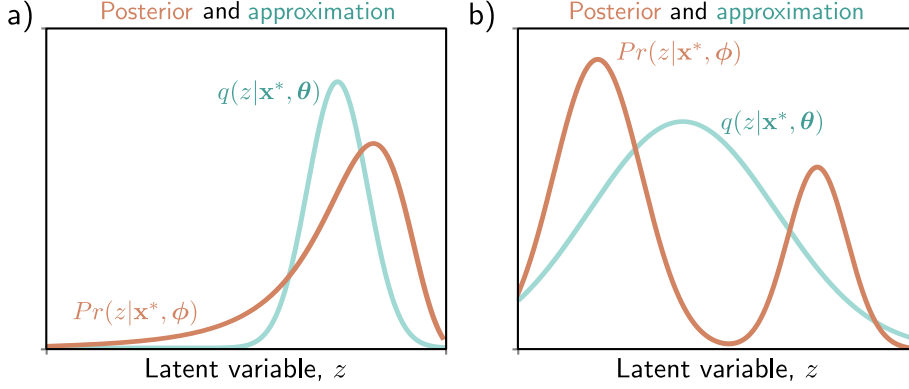 a)
Posterior and approximation
q(z|x*, θ)
Pr(z|x*, ϕ)
Latent variable, z
b)
Posterior and approximation
Pr(z|x*, ϕ)
q(z|x*, θ)
Latent variable, z